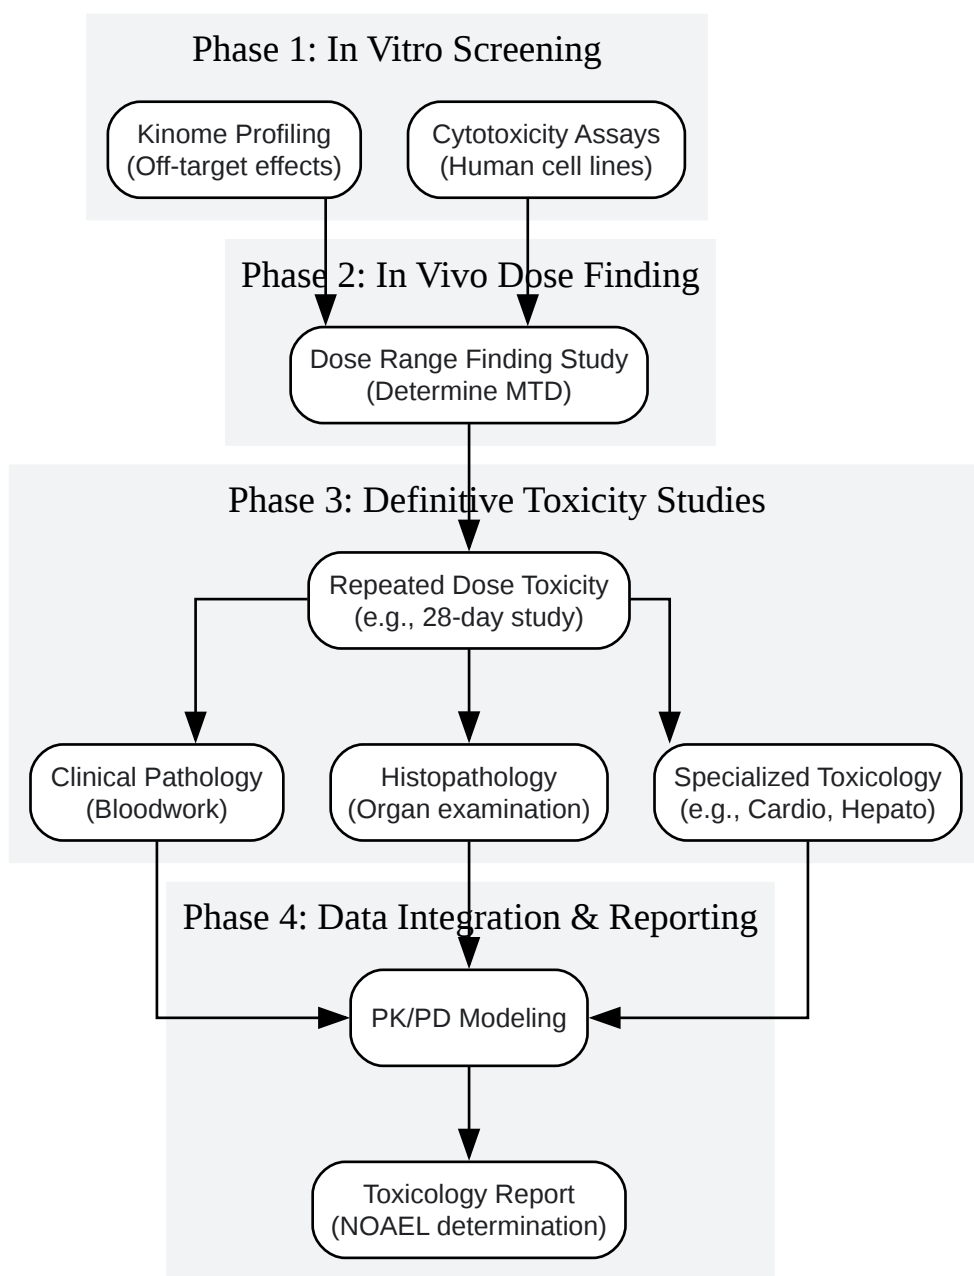 Phase 1: In Vitro Screening
Kinome Profiling
(Off-target effects)
Cytotoxicity Assays
(Human cell lines)
Phase 2: In Vivo Dose Finding
Dose Range Finding Study
(Determine MTD)
Phase 3: Definitive Toxicity Studies
Repeated Dose Toxicity
(e.g., 28-day study)
Clinical Pathology
(Bloodwork)
Histopathology
(Organ examination)
Specialized Toxicology
(e.g., Cardio, Hepato)
Phase 4: Data Integration & Reporting
PK/PD Modeling
Toxicology Report
(NOAEL determination)